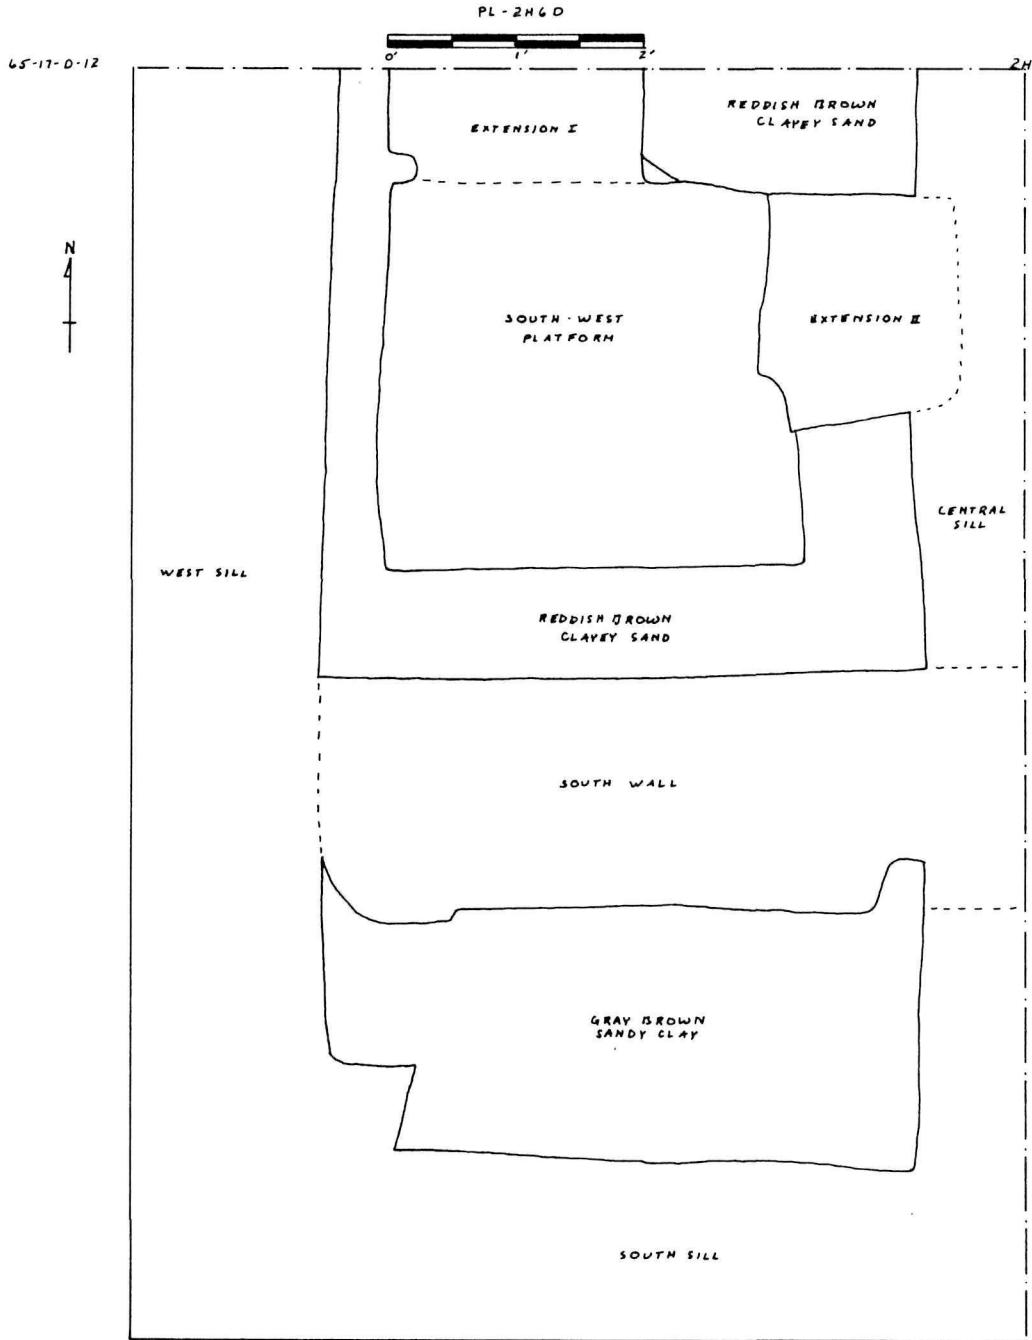 PL-2H6D
0' 1' 2'
65-17-D-12
2H
EXTENSION I
REDDISH BROWN
CLAYEY SAND
N
SOUTH-WEST
PLATFORM
EXTENSION II
CENTRAL
SILL
WEST SILL
REDDISH BROWN
CLAYEY SAND
SOUTH WALL
GRAY BROWN
SANDY CLAY
SOUTH SILL